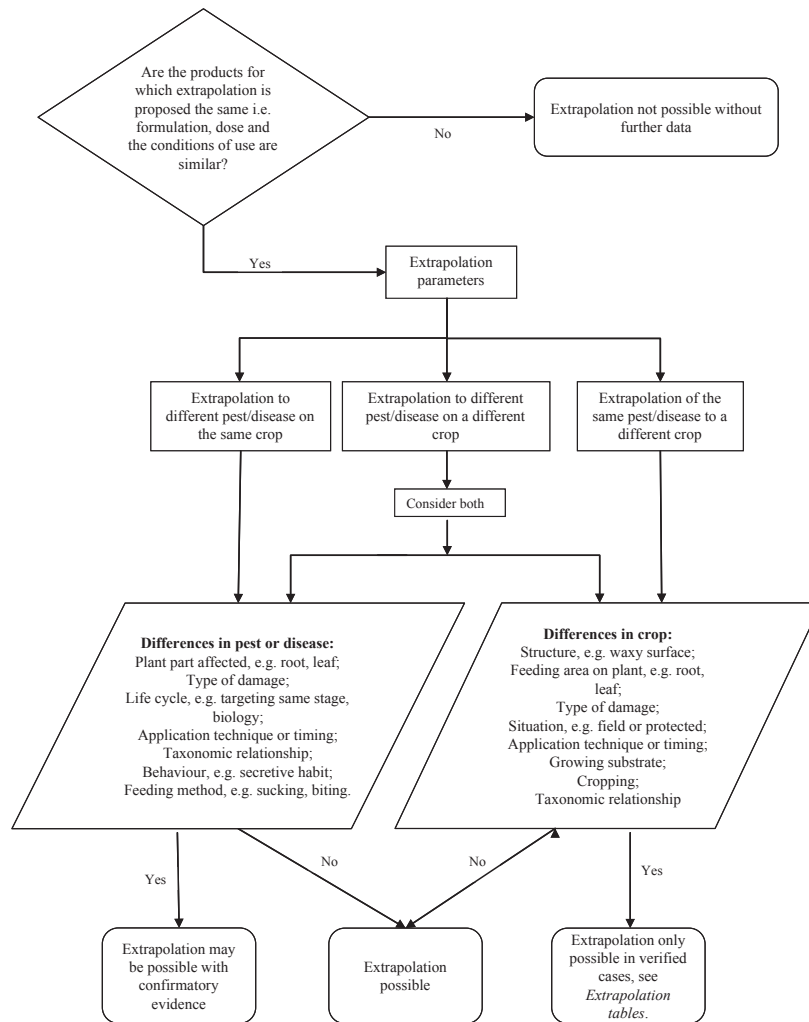 Are the products for
which extrapolation is
proposed the same i.e.
formulation, dose and
the conditions of use are
similar?
No
Extrapolation not possible without
further data
Yes
Extrapolation
parameters
Extrapolation to
different pest/disease on
the same crop
Extrapolation to different
pest/disease on a different
crop
Extrapolation of the
same pest/disease to a
different crop
Consider both
Differences in pest or disease:
Plant part affected, e.g. root, leaf;
Type of damage;
Life cycle, e.g. targeting same stage,
biology;
Application technique or timing;
Taxonomic relationship;
Behaviour, e.g. secretive habit;
Feeding method, e.g. sucking, biting.
Differences in crop:
Structure, e.g. waxy surface;
Feeding area on plant, e.g. root,
leaf;
Type of damage;
Situation, e.g. field or protected;
Application technique or timing;
Growing substrate;
Cropping;
Taxonomic relationship
Yes
No
No
Yes
Extrapolation may
be possible with
confirmatory
evidence
Extrapolation
possible
Extrapolation only
possible in verified
cases, see
Extrapolation
tables.